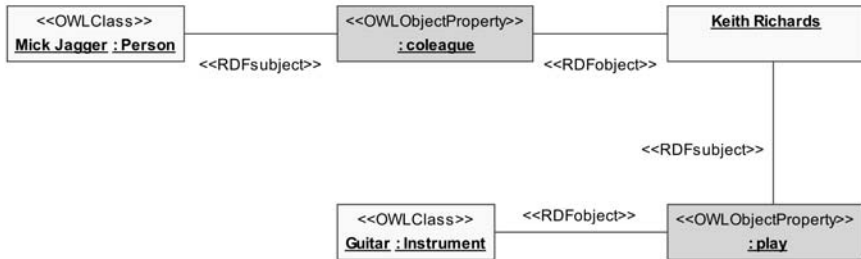 <<OWLClass>>
Mick Jagger : Person
<<RDFsubject>>
<<OWLObjectProperty>>
: coleague
<<RDFobject>>
Keith Richards
<<RDFsubject>>
<<OWLClass>>
Guitar : Instrument
<<RDFobject>>
<<OWLObjectProperty>>
: play